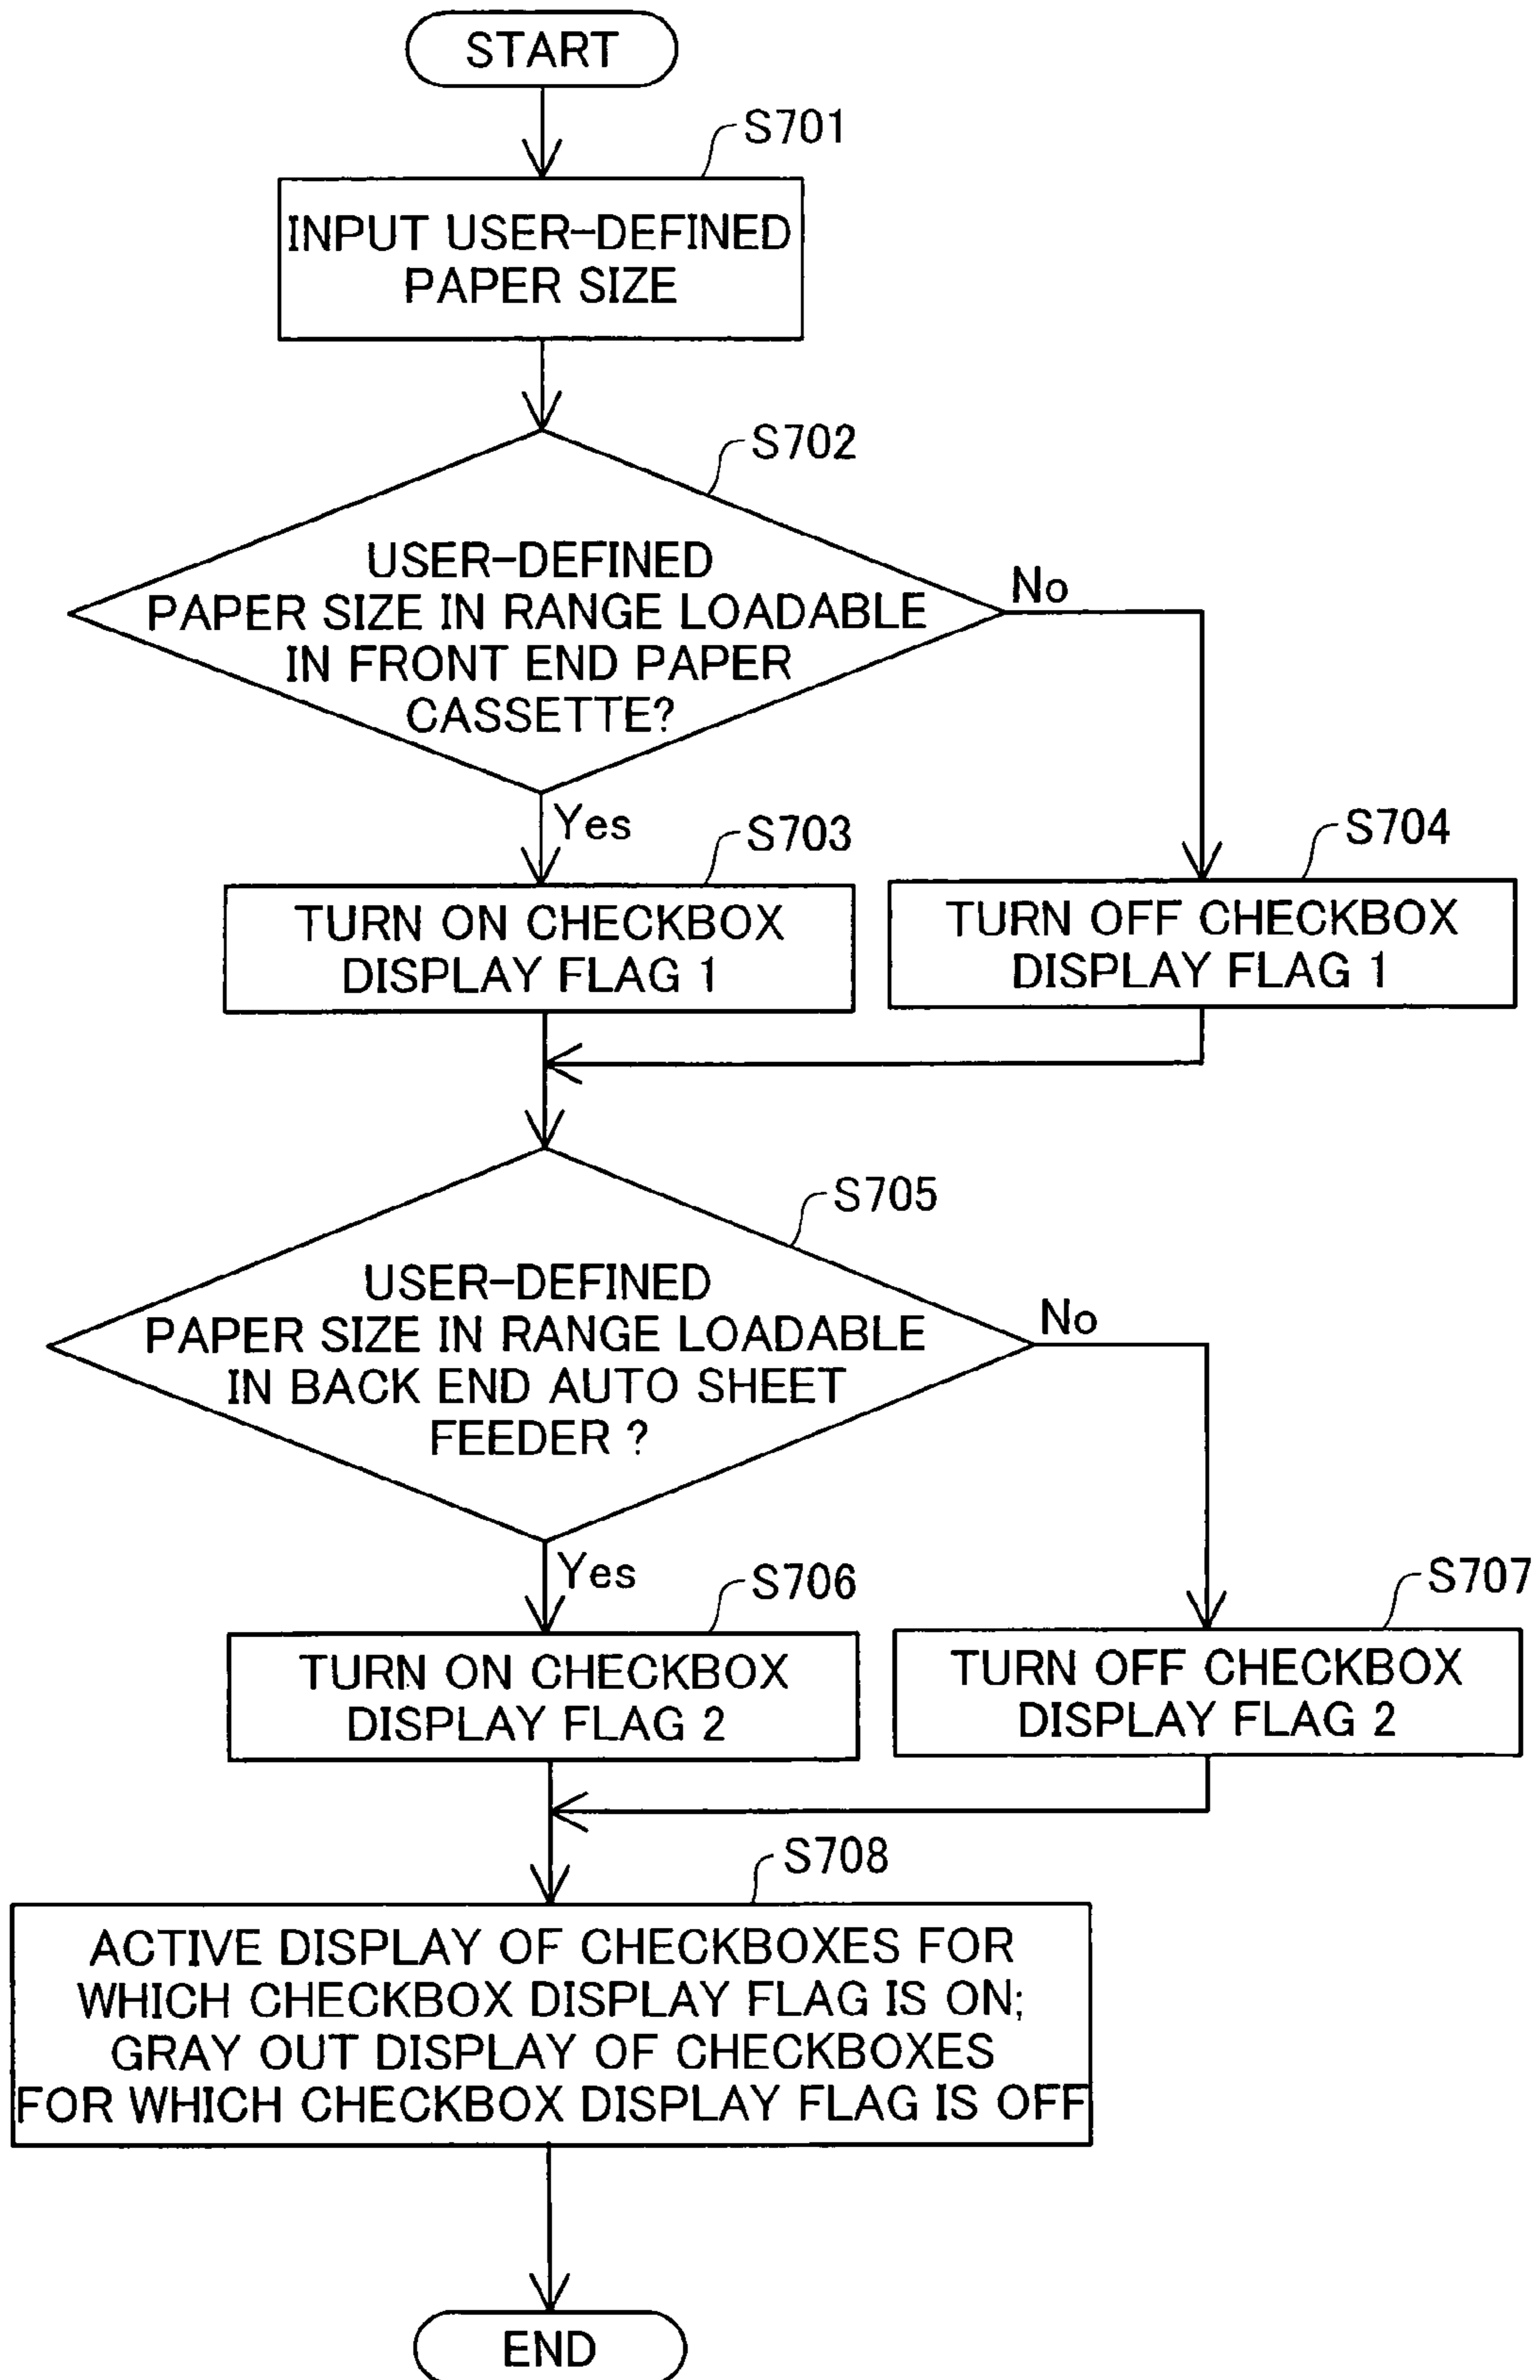 START
S701
INPUT USER-DEFINED
PAPER SIZE
S702
USER-DEFINED
PAPER SIZE IN RANGE LOADABLE
IN FRONT END PAPER
CASSETTE?
No
Yes
S703
TURN ON CHECKBOX
DISPLAY FLAG 1
S704
TURN OFF CHECKBOX
DISPLAY FLAG 1
S705
USER-DEFINED
PAPER SIZE IN RANGE LOADABLE
IN BACK END AUTO SHEET
FEEDER ?
No
Yes
S706
TURN ON CHECKBOX
DISPLAY FLAG 2
S707
TURN OFF CHECKBOX
DISPLAY FLAG 2
S708
ACTIVE DISPLAY OF CHECKBOXES FOR
WHICH CHECKBOX DISPLAY FLAG IS ON;
GRAY OUT DISPLAY OF CHECKBOXES
FOR WHICH CHECKBOX DISPLAY FLAG IS OFF
END